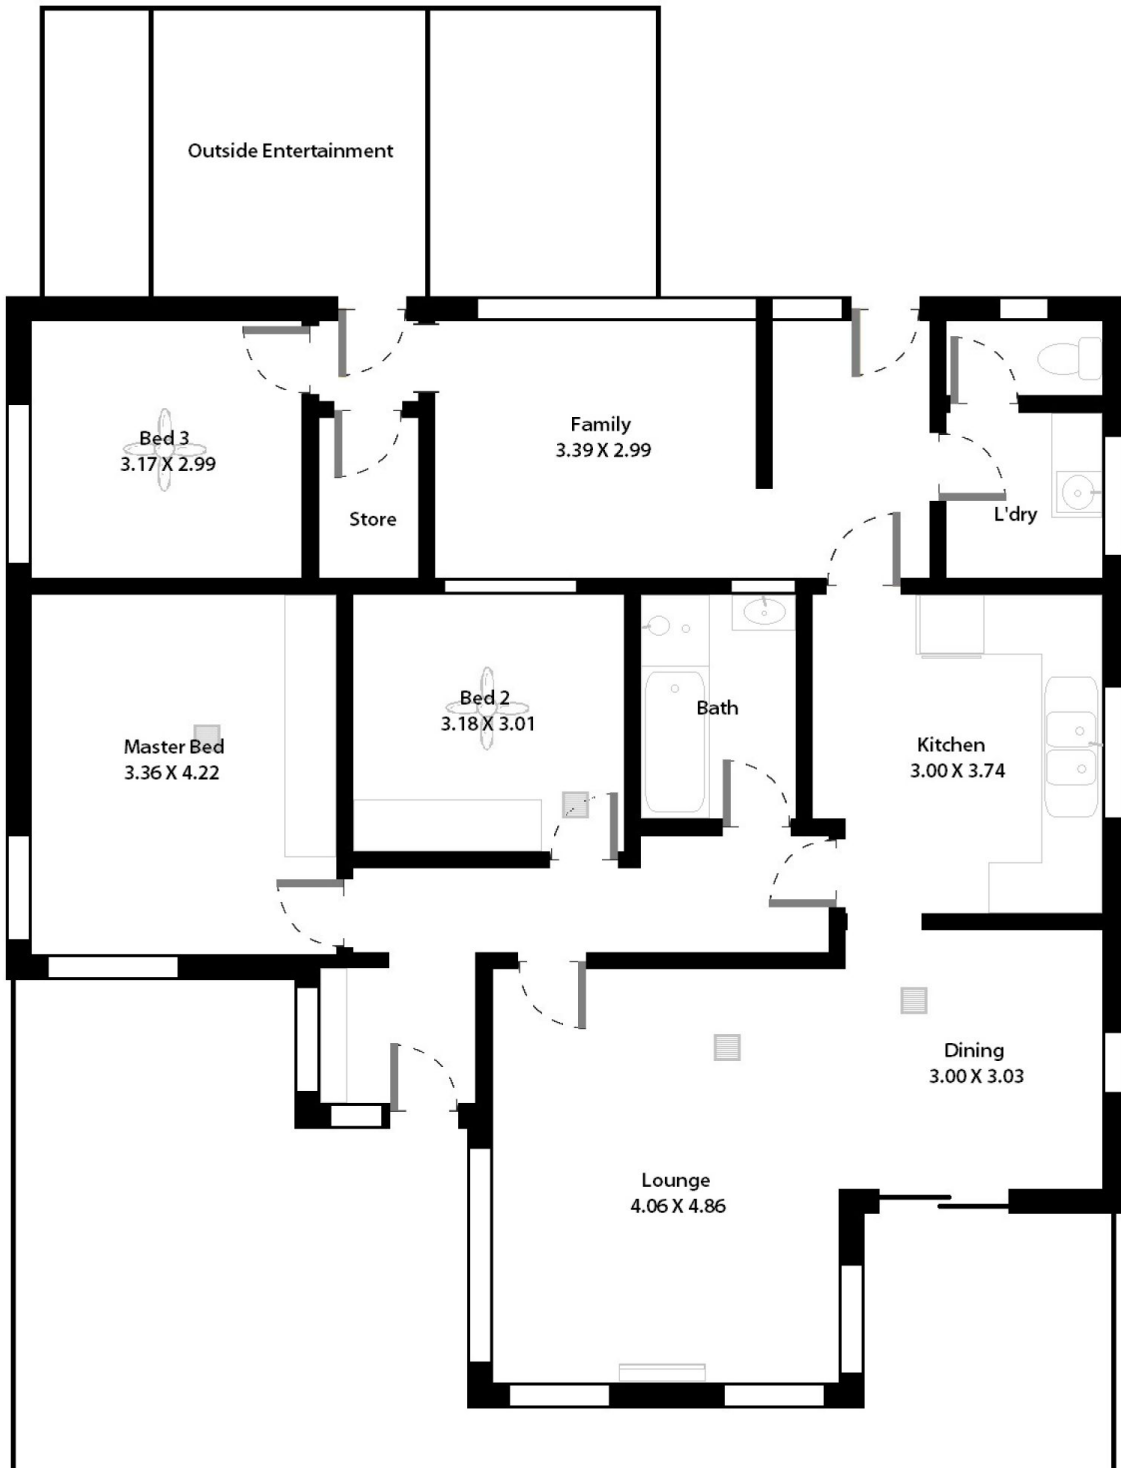 Outside Entertainment
Bed 3
3.17 X 2.99
Family
3.39 X 2.99
Store
L'dry
Master Bed
3.36 X 4.22
Bed 2
3.18 X 3.01
Bath
Kitchen
3.00 X 3.74
Dining
3.00 X 3.03
Lounge
4.06 X 4.86